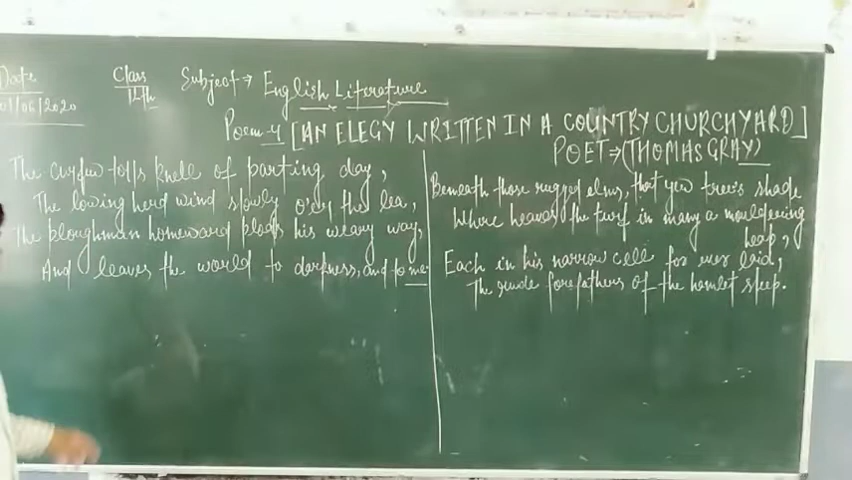 Date
01/06/2020
Class
12th
Subject → English Literature
Poem-4 [AN ELEGY WRITTEN IN A COUNTRY CHURCHYARD]
POET ⇒ (THOMAS GRAY)
The curfew tolls knell of parting day,
The lowing herd wind slowly o'er the lea,
The ploughman homeward plods his weary way,
And leaves the world to darkness, and to me.
Beneath those rugged elms, that yew tree's shade
Where heaves the turf in many a mouldering
heap,
Each in his narrow cell for ever laid,
The rude forefathers of the hamlet sleep.